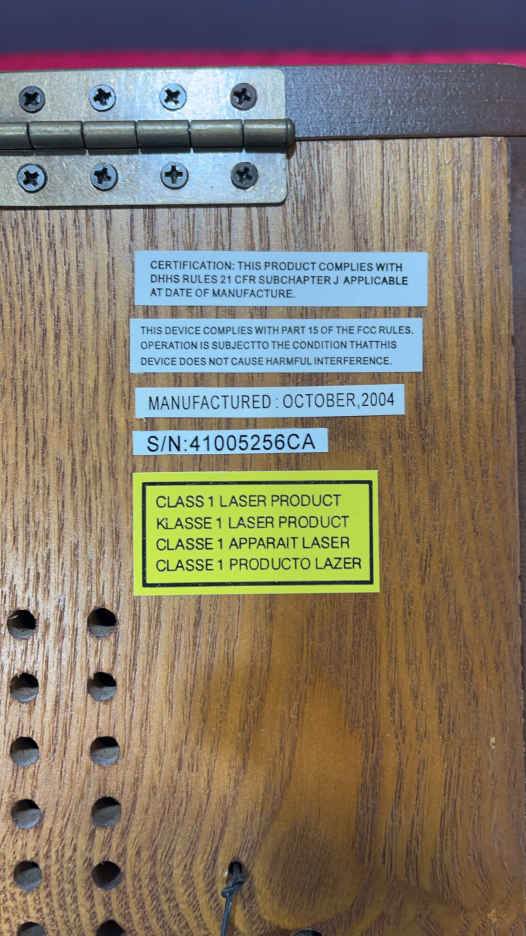 CERTIFICATION: THIS PRODUCT COMPLIES WITH
DHHS RULES 21 CFR SUBCHAPTER J APPLICABLE
AT DATE OF MANUFACTURE.
THIS DEVICE COMPLIES WITH PART 15 OF THE FCC RULES.
OPERATION IS SUBJECTTO THE CONDITION THATTHIS
DEVICE DOES NOT CAUSE HARMFUL INTERFERENCE.
MANUFACTURED : OCTOBER,2004
S/N:41005256CA
CLASS 1 LASER PRODUCT
KLASSE 1 LASER PRODUCT
CLASSE 1 APPARAIT LASER
CLASSE 1 PRODUCTO LAZER